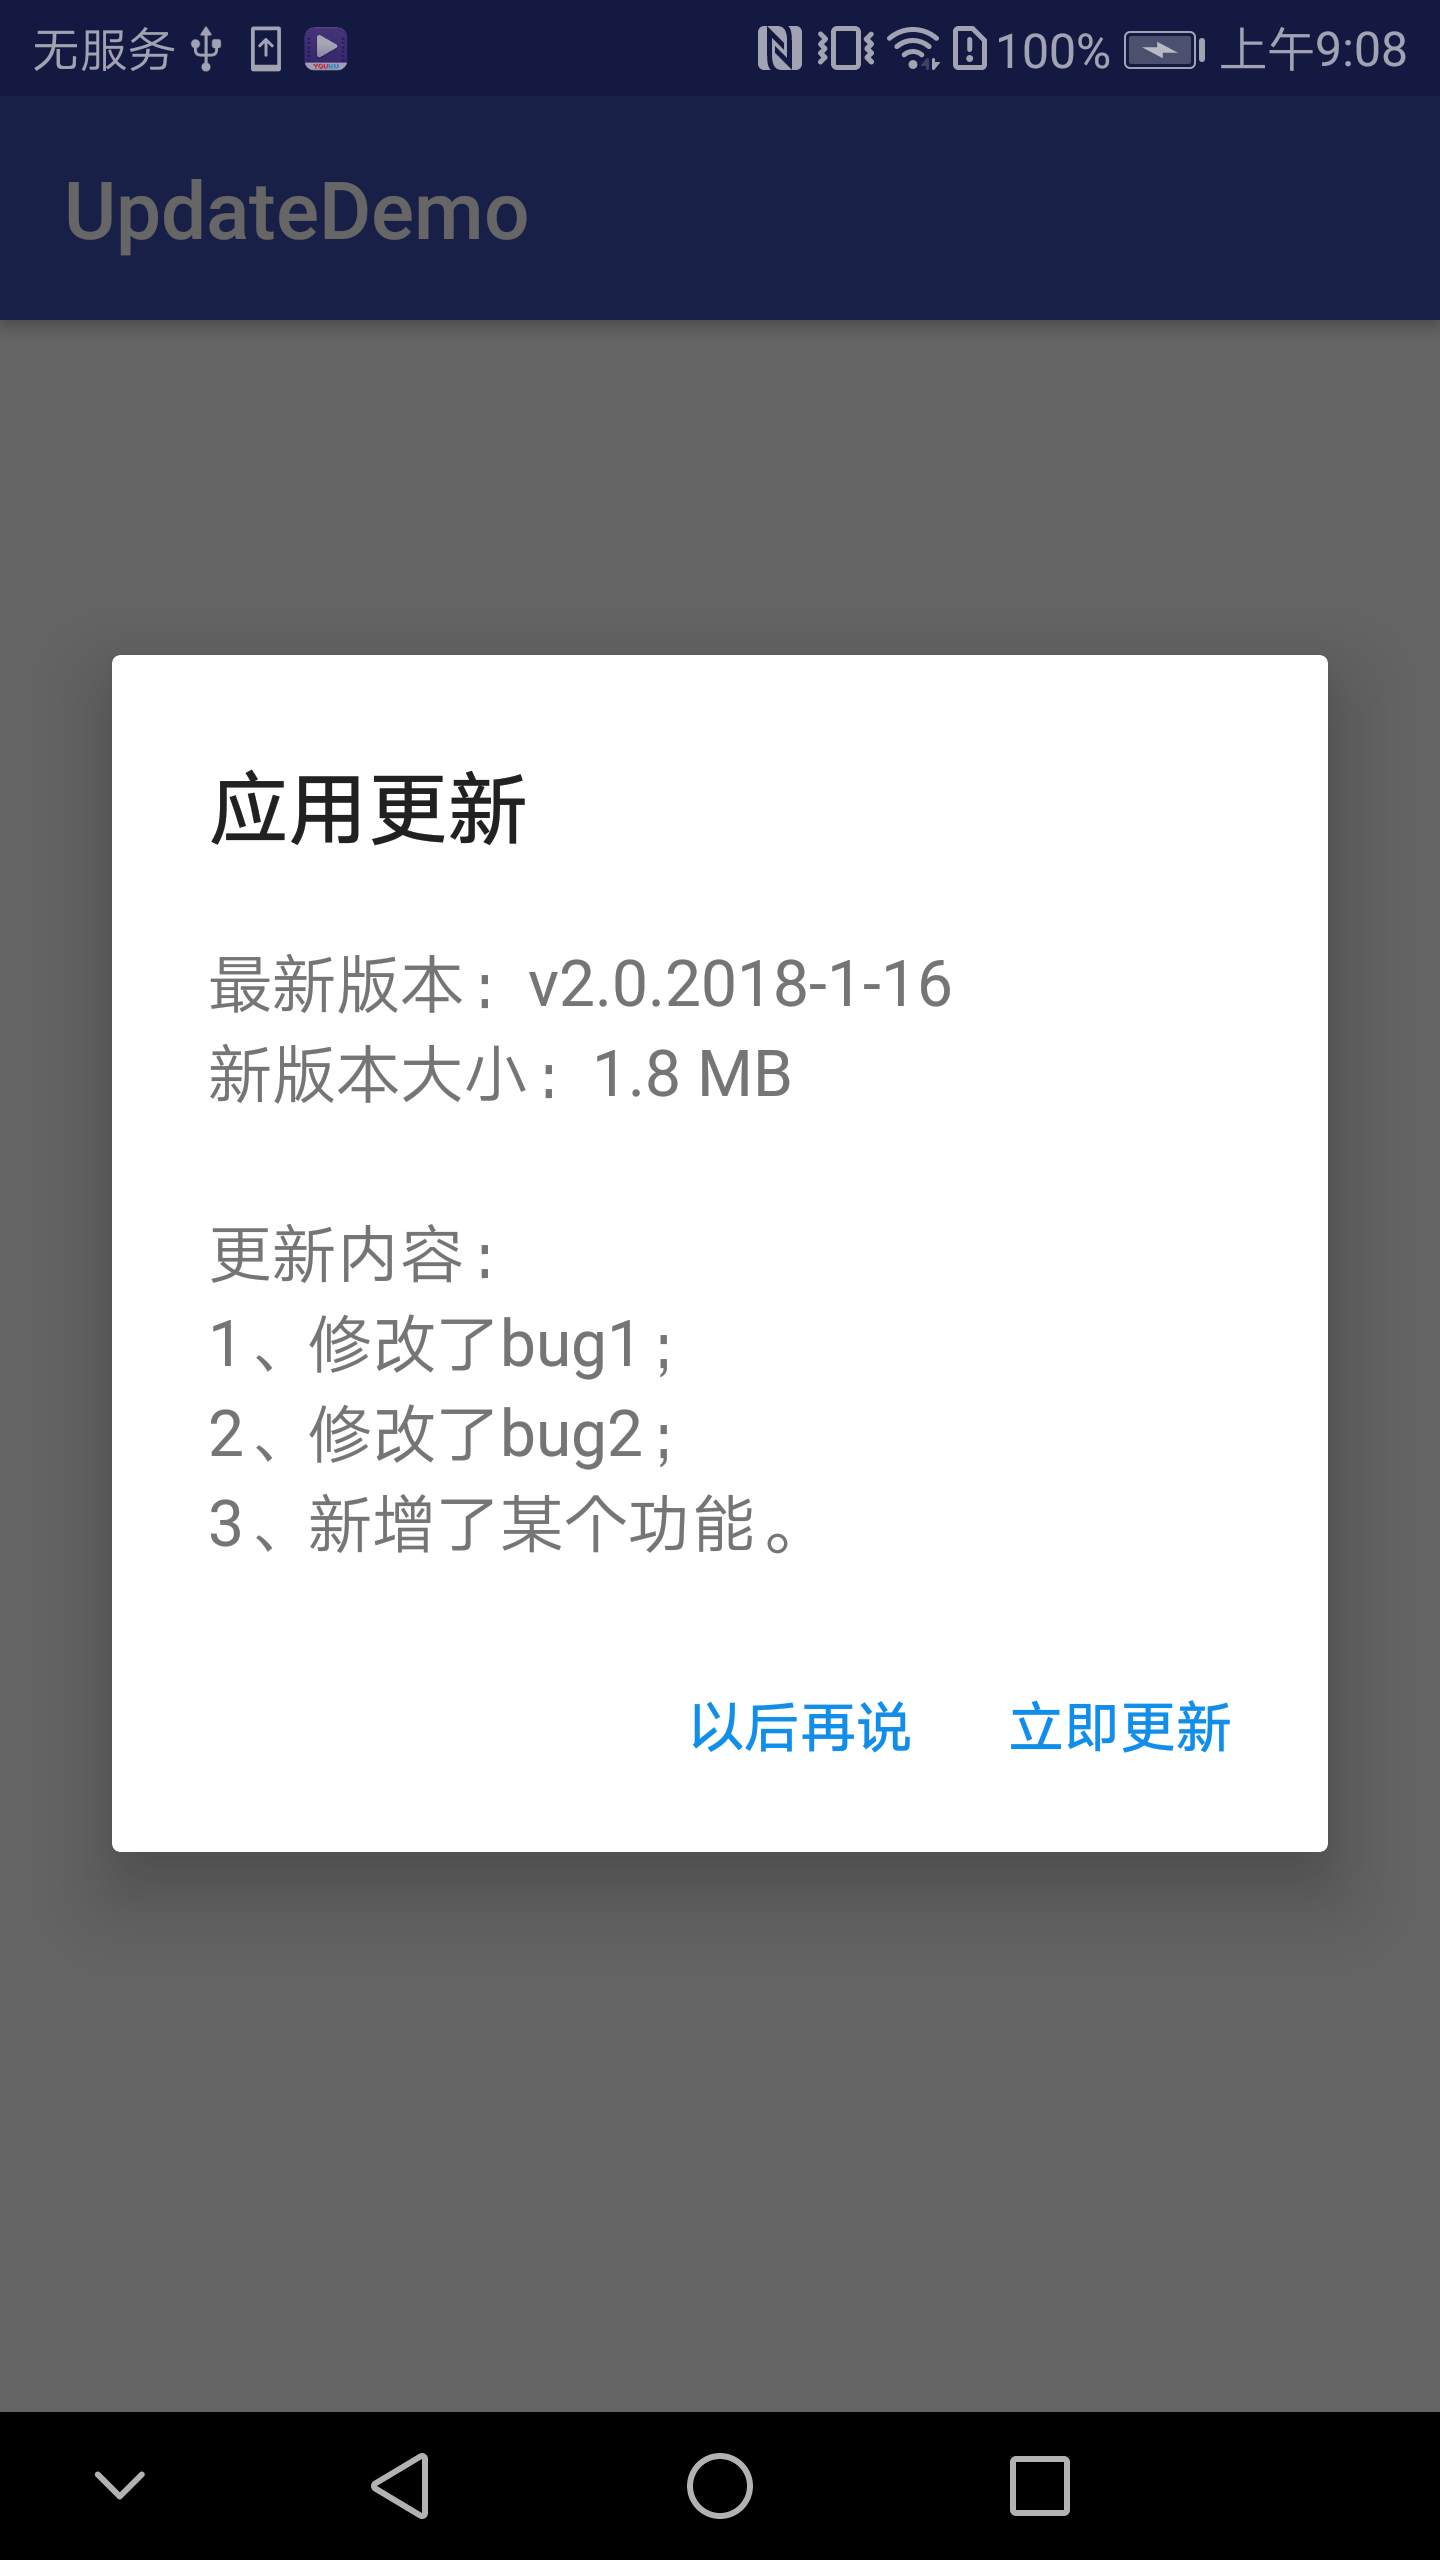 无服务 100% 上午9:08
UpdateDemo
应用更新
最新版本：v2.0.2018-1-16
新版本大小：1.8 MB
更新内容：
1、修改了bug1；
2、修改了bug2；
3、新增了某个功能。
以后再说 立即更新